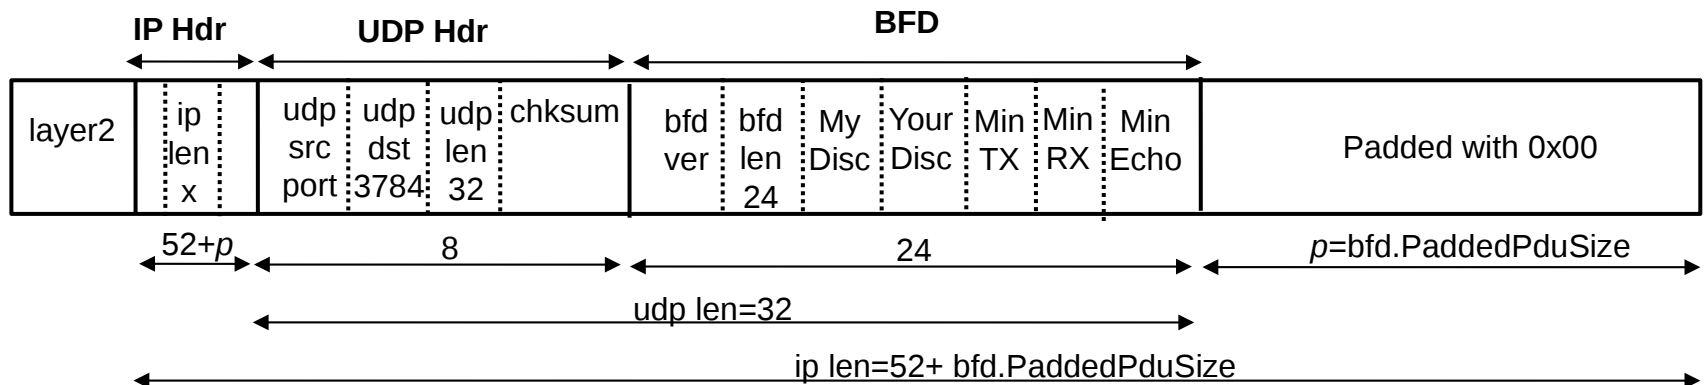 IP Hdr
UDP Hdr
BFD
layer2
ip
len
x
udp
src
port
udp
dst
3784
udp
len
32
chksum
bfd
ver
bfd
len
24
My
Disc
Your
Disc
Min
TX
Min
RX
Min
Echo
Padded with 0x00
52+p
8
24
p=bfd.PaddedPduSize
udp len=32
ip len=52+ bfd.PaddedPduSize